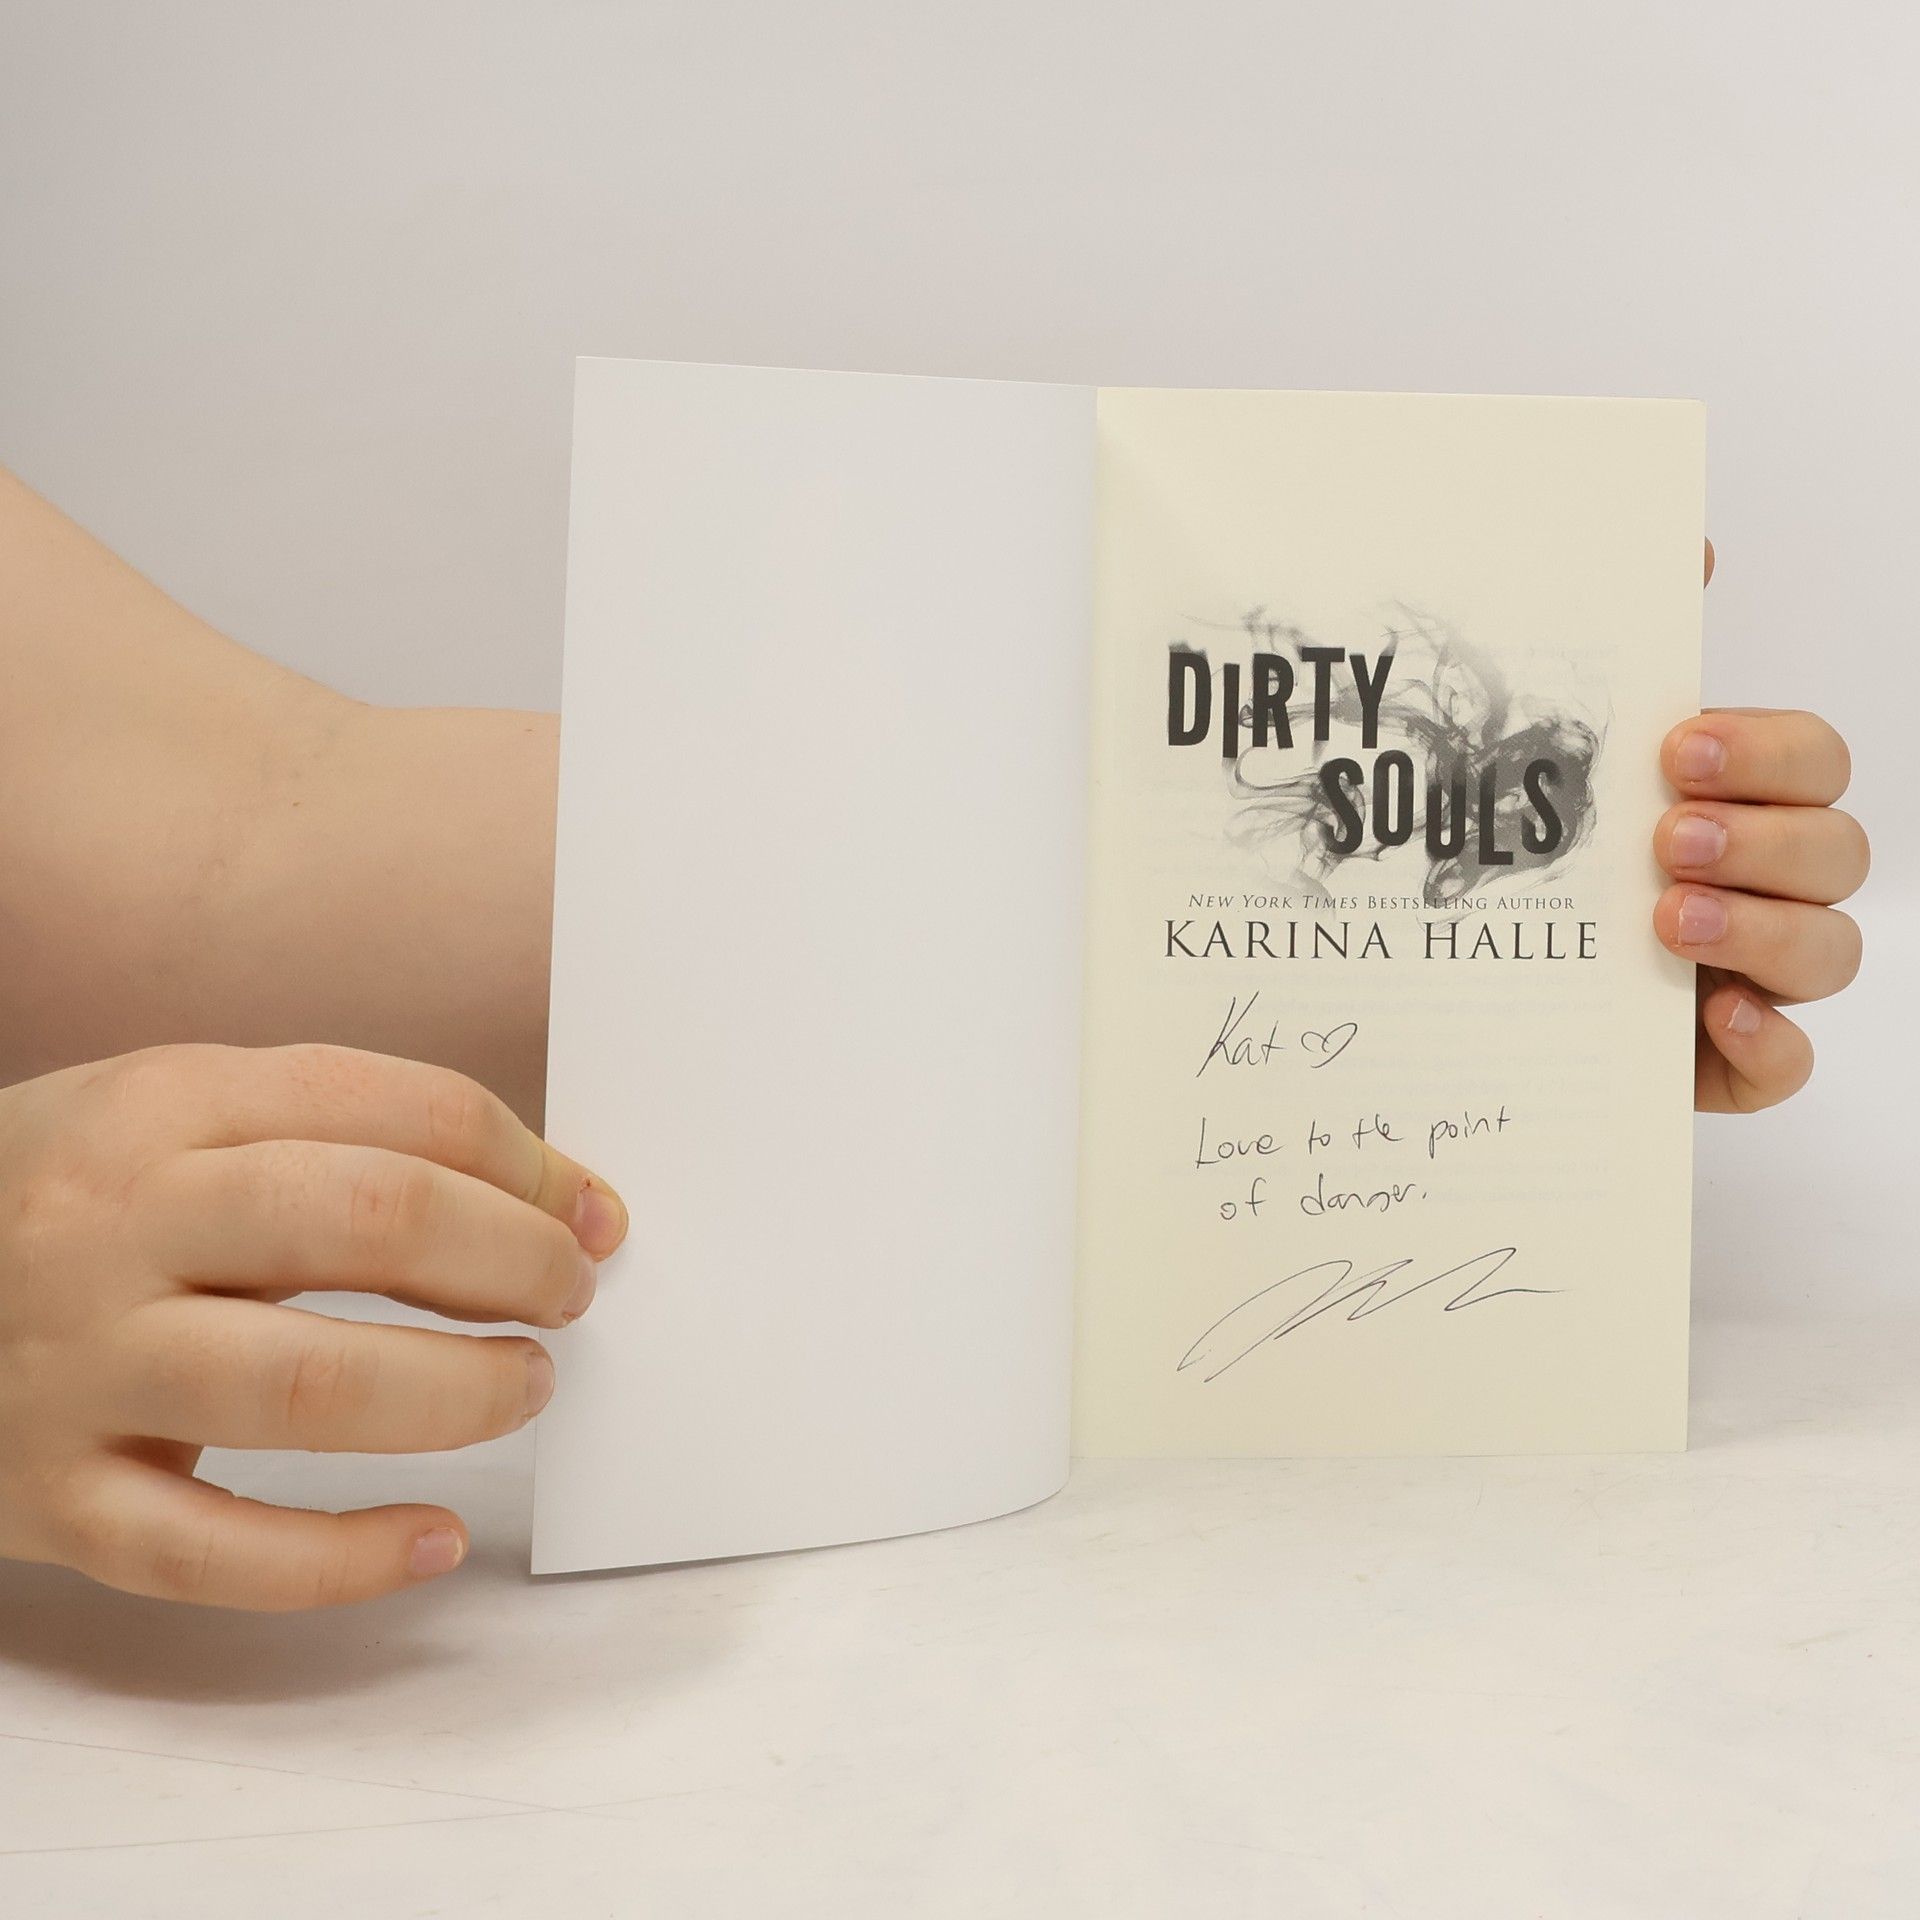 DIRTY
SOULS
NEW YORK TIMES BESTSELLING AUTHOR
KARINA HALLE
Kat ♡
Love to the point
of danger.